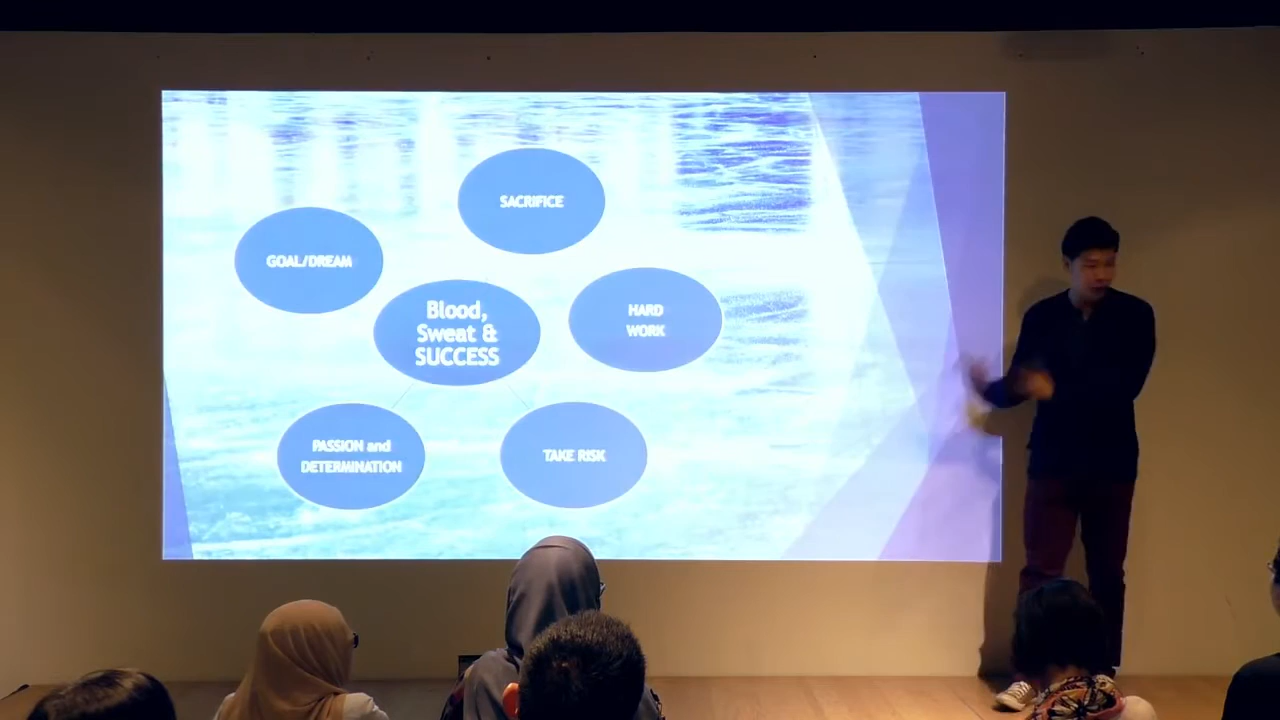 SACRIFICE
GOAL/DREAM
Blood,
Sweat &
SUCCESS
HARD
WORK
PASSION and
DETERMINATION
TAKE RISK